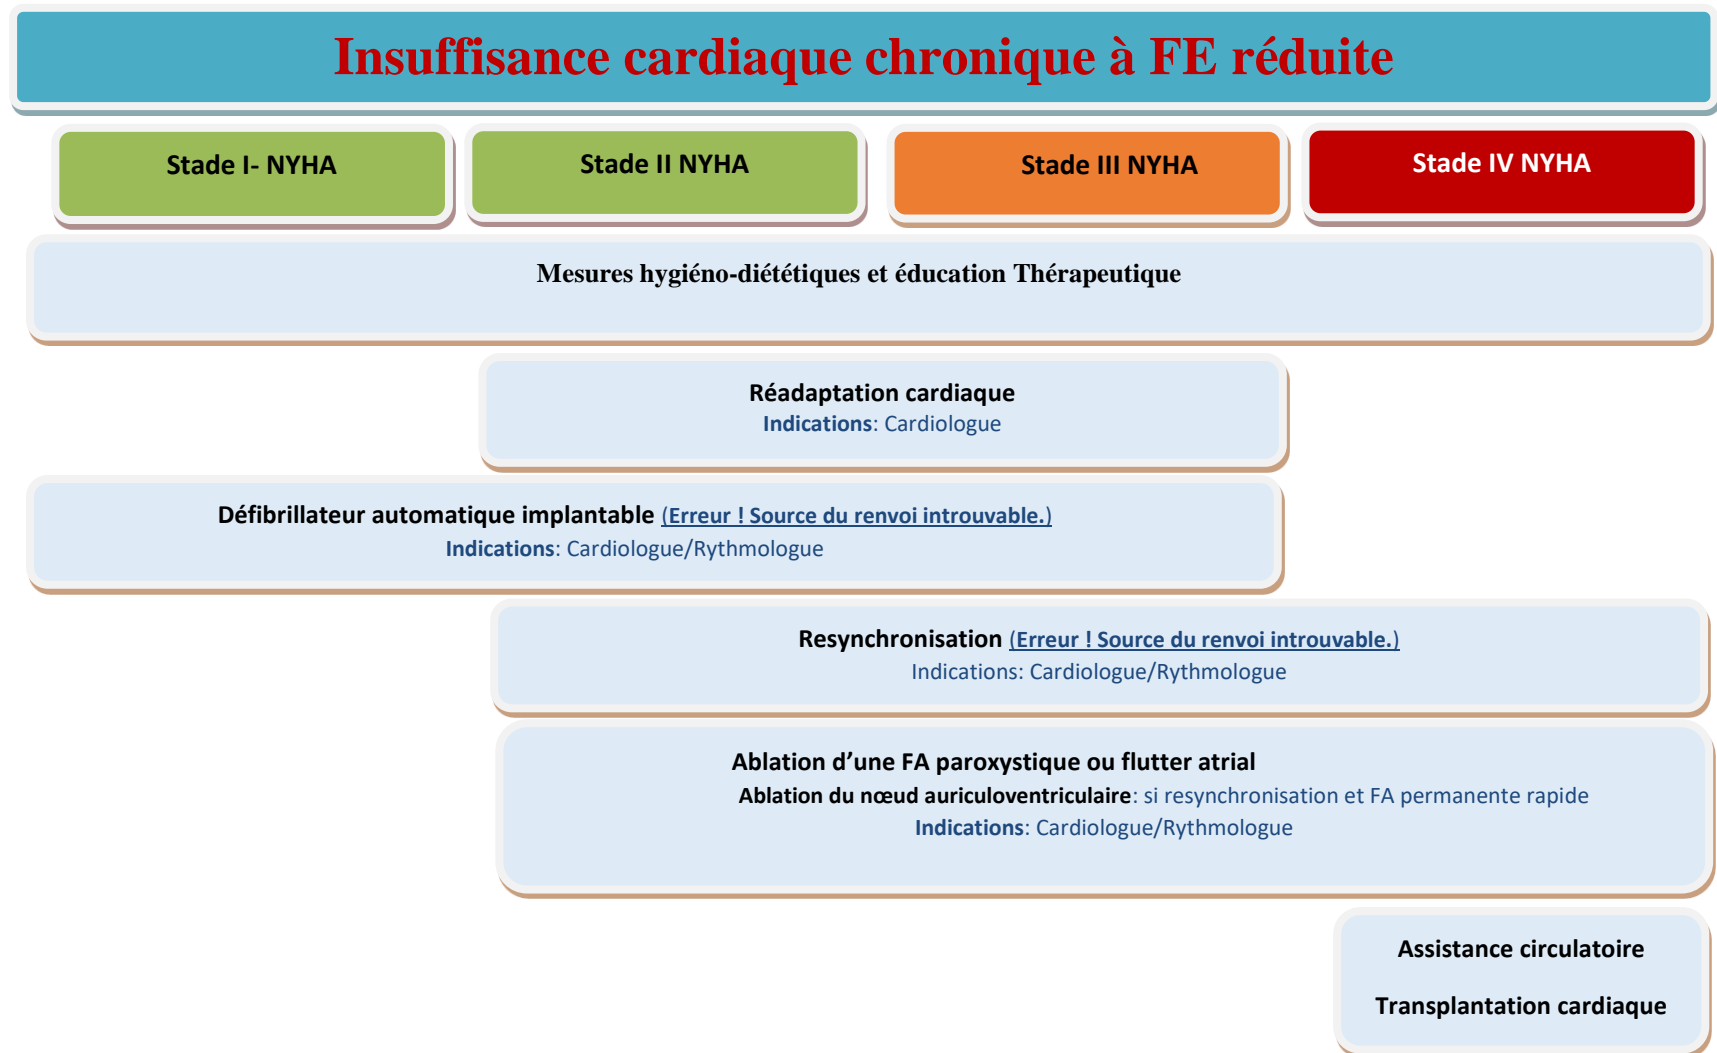 Insuffisance cardiaque chronique à FE réduite
Stade I- NYHA
Stade II NYHA
Stade III NYHA
Stade IV NYHA
Mesures hygiéno-diététiques et éducation Thérapeutique
Réadaptation cardiaque
Indications: Cardiologue
Défibrillateur automatique implantable (Erreur ! Source du renvoi introuvable.)
Indications: Cardiologue/Rythmologue
Resynchronisation (Erreur ! Source du renvoi introuvable.)
Indications: Cardiologue/Rythmologue
Ablation d’une FA paroxystique ou flutter atrial
Ablation du nœud auriculoventriculaire: si resynchronisation et FA permanente rapide
Indications: Cardiologue/Rythmologue
Assistance circulatoire
Transplantation cardiaque